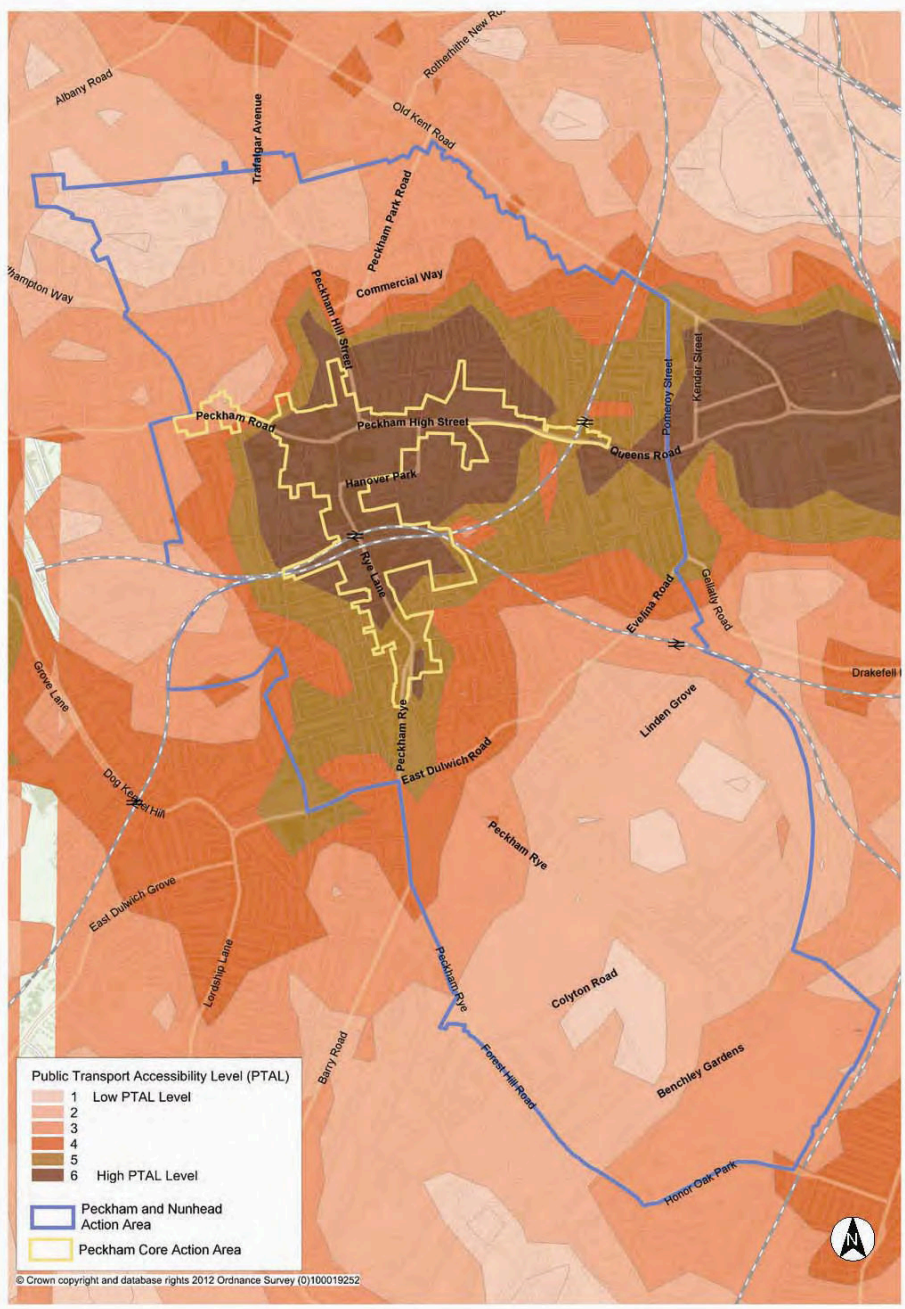 Rotherhithe New Ro
Albany Road
Trafalgar Avenue
Old Kent Road
Peckham Park Road
hampton Way
Commercial Way
Peckham Hill Street
Kender Street
Pomeroy Street
Peckham Road
Peckham High Street
Queens Road
Hanover Park
Rye Lane
Evelina Road
Gellatly Road
Drakefell
Grove Lane
Linden Grove
Peckham Rye
East Dulwich Road
Dog Kennel Hill
Peckham Rye
East Dulwich Grove
Lordship Lane
Peckham Rye
Colyton Road
Barry Road
Forest Hill Road
Benchley Gardens
Honor Oak Park
Public Transport Accessibility Level (PTAL)
1 Low PTAL Level
2
3
4
5
6 High PTAL Level
Peckham and Nunhead
Action Area
Peckham Core Action Area
N
© Crown copyright and database rights 2012 Ordnance Survey (0)100019252